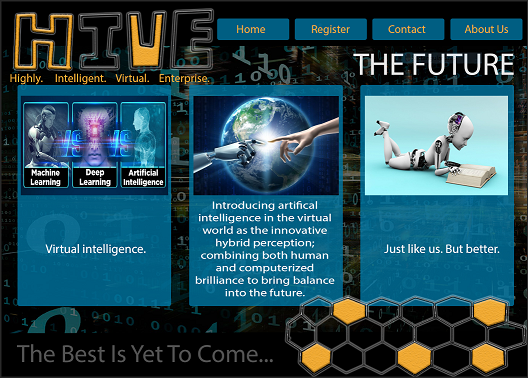 HIVE
Highly. Intelligent. Virtual. Enterprise.
Home
Register
Contact
About Us
THE FUTURE
Machine
Learning
Deep
Learning
Artificial
Intelligence
Virtual intelligence.
Introducing artifical
intelligence in the virtual
world as the innovative
hybrid perception;
combining both human
and computerized
brilliance to bring balance
into the future.
Just like us. But better.
The Best Is Yet To Come...